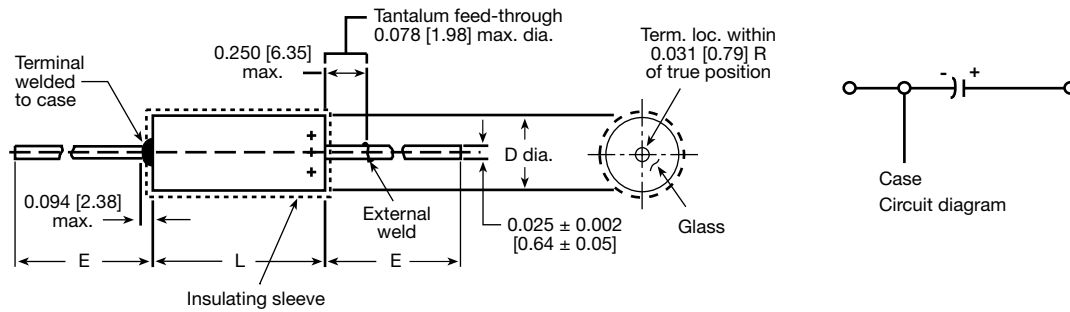 Tantalum feed-through
0.078 [1.98] max. dia.
0.250 [6.35]
max.
Term. loc. within
0.031 [0.79] R
of true position
Terminal
welded
to case
- +
+
+
+
D dia.
0.094 [2.38]
max.
External
weld
0.025 ± 0.002
[0.64 ± 0.05]
Glass
Case
Circuit diagram
E
L
E
Insulating sleeve